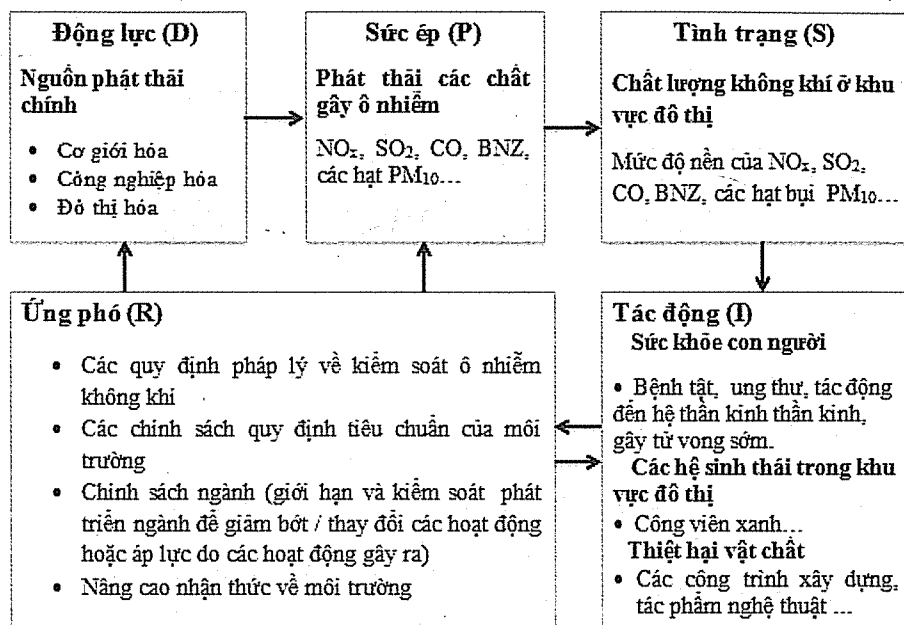 Động lực (D)
Nguồn phát thải
chính
• Cơ giới hóa
• Công nghiệp hóa
• Đô thị hóa
Sức ép (P)
Phát thải các chất
gây ô nhiễm
NOx, SO2, CO, BNZ,
các hạt PM10...
Tình trạng (S)
Chất lượng không khí ở khu
vực đô thị
Mức độ nền của NOx, SO2,
CO, BNZ, các hạt bụi PM10...
Ứng phó (R)
• Các quy định pháp lý về kiểm soát ô nhiễm
không khí
• Các chính sách quy định tiêu chuẩn của môi
trường
• Chính sách ngành (giới hạn và kiểm soát phát
triển ngành để giảm bớt / thay đổi các hoạt động
hoặc áp lực do các hoạt động gây ra)
• Nâng cao nhận thức về môi trường
Tác động (I)
Sức khỏe con người
• Bệnh tật, ung thư, tác động
đến hệ thần kinh thần kinh,
gây tử vong sớm.
Các hệ sinh thái trong khu
vực đô thị
• Công viên xanh...
Thiệt hại vật chất
• Các công trình xây dựng,
tác phẩm nghệ thuật ...